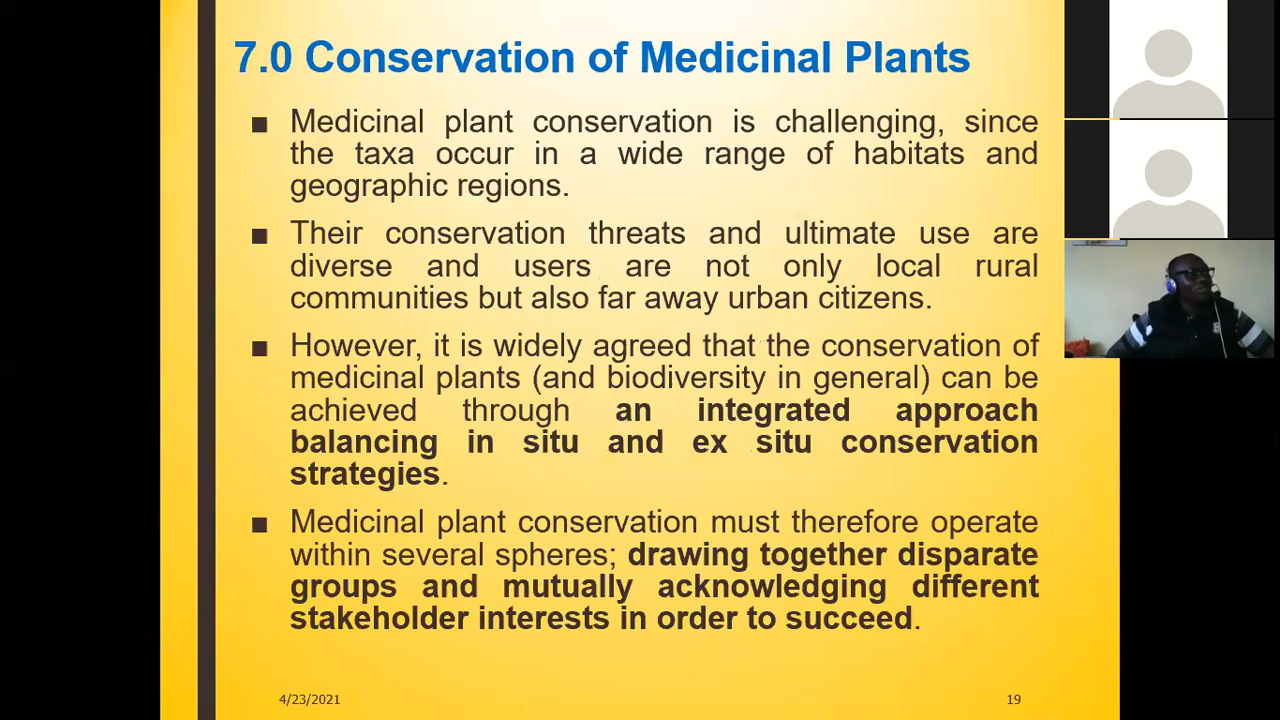 7.0 Conservation of Medicinal Plants
■ Medicinal plant conservation is challenging, since
the taxa occur in a wide range of habitats and
geographic regions.
■ Their conservation threats and ultimate use are
diverse and users are not only local rural
communities but also far away urban citizens.
■ However, it is widely agreed that the conservation of
medicinal plants (and biodiversity in general) can be
achieved through an integrated approach
balancing in situ and ex situ conservation
strategies.
■ Medicinal plant conservation must therefore operate
within several spheres; drawing together disparate
groups and mutually acknowledging different
stakeholder interests in order to succeed.
4/23/2021 19